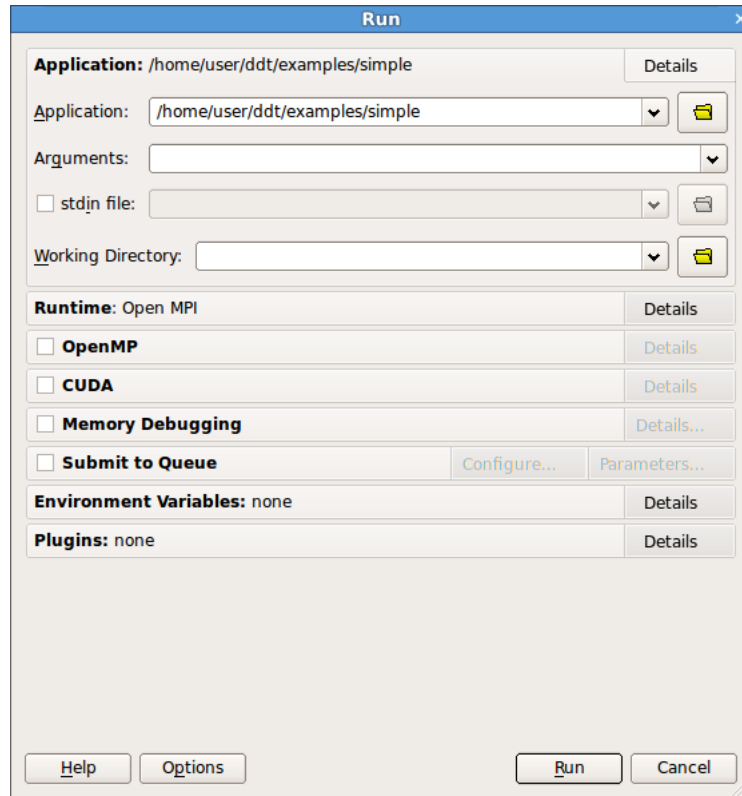 Run
Application: /home/user/ddt/examples/simple Details
Application: /home/user/ddt/examples/simple
Arguments:
stdin file:
Working Directory:
Runtime: Open MPI Details
OpenMP Details
CUDA Details
Memory Debugging Details...
Submit to Queue Configure... Parameters...
Environment Variables: none Details
Plugins: none Details
Help Options Run Cancel